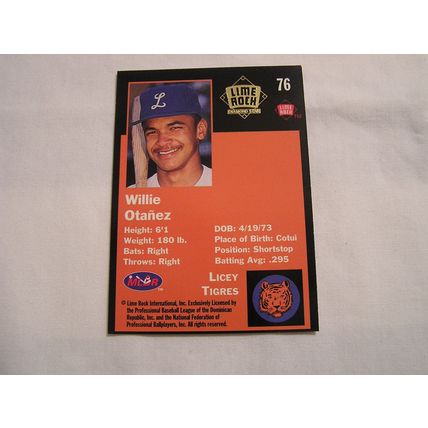 76
LIME
ROCK
DIAMOND STARS
LIME
ROCK
L
Willie
Otañez
Height: 6'1
Weight: 180 lb.
Bats: Right
Throws: Right
DOB: 4/19/73
Place of Birth: Cotui
Position: Shortstop
Batting Avg: .295
LICEY
TIGRES
© Lime Rock International, Inc. Exclusively Licensed by
the Professional Baseball League of the Dominican
Republic, Inc. and the National Federation of
Professional Ballplayers, Inc. All rights reserved.